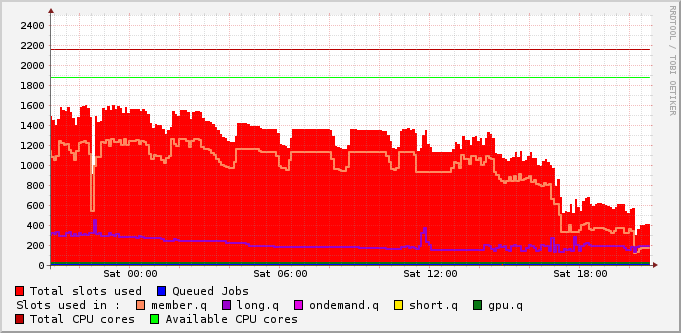 2400
2200
2000
1800
1600
1400
1200
1000
800
600
400
200
0
Sat 00:00 Sat 06:00 Sat 12:00 Sat 18:00
Total slots used Queued Jobs
Slots used in : member.q long.q ondemand.q short.q gpu.q
Total CPU cores Available CPU cores
RRDTOOL / TOBI OETIKER